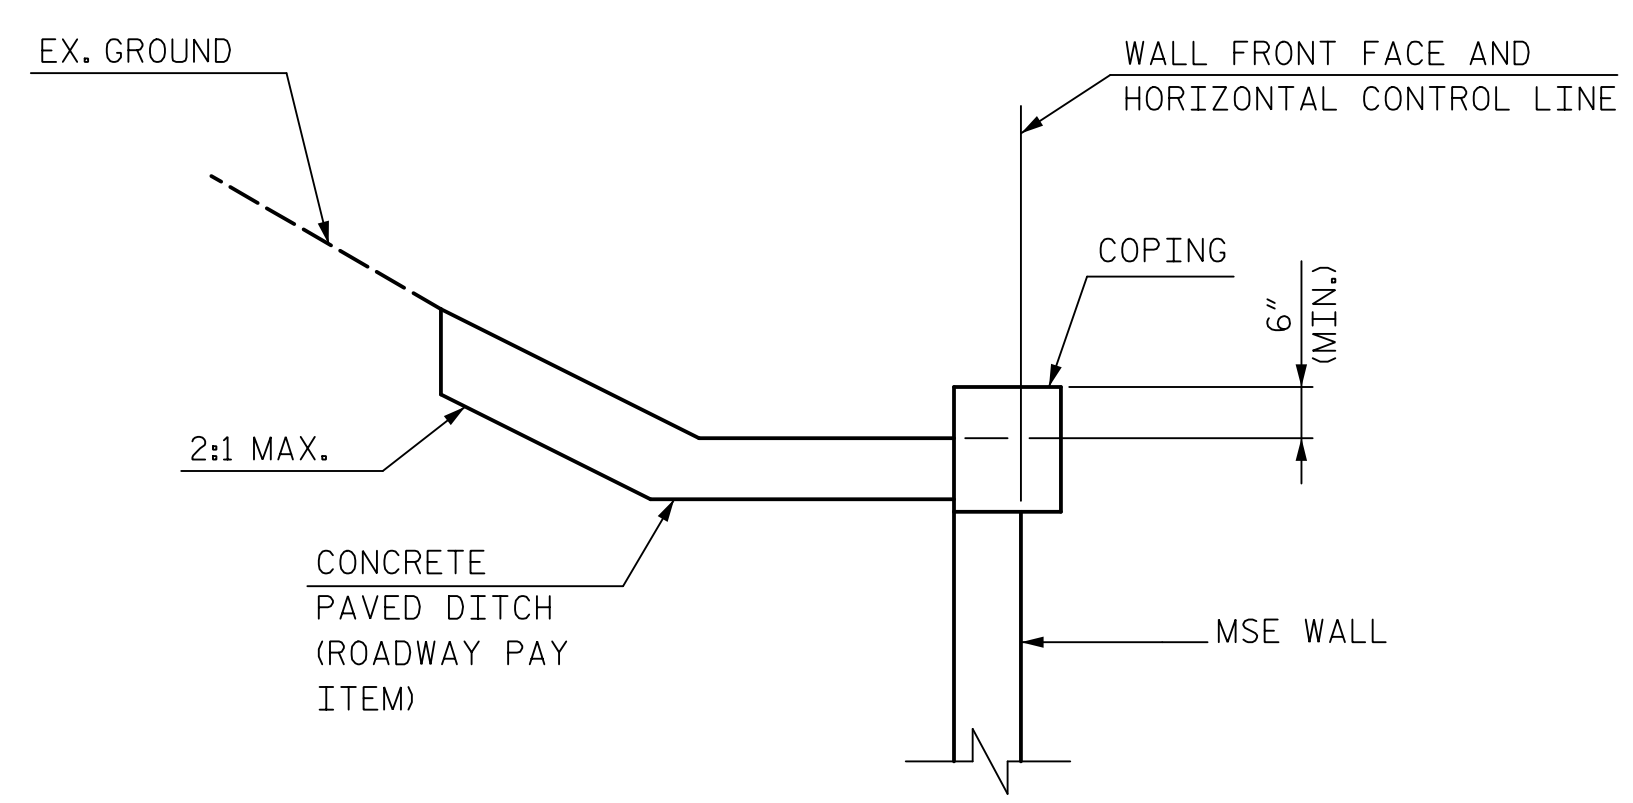 EX. GROUND
WALL FRONT FACE AND
HORIZONTAL CONTROL LINE
COPING
6"
(MIN.)
2:1 MAX.
CONCRETE
PAVED DITCH
(ROADWAY PAY
ITEM)
MSE WALL